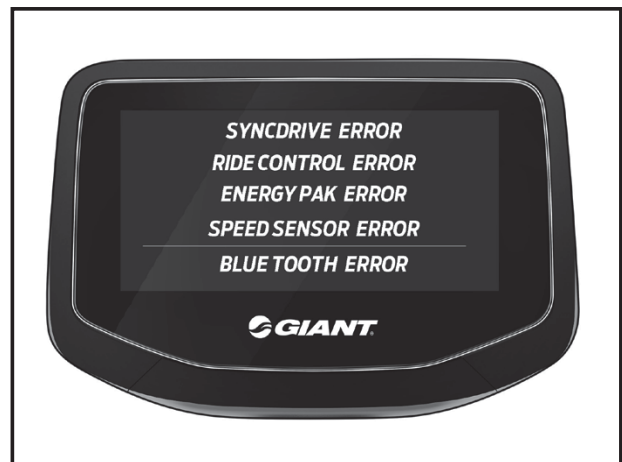 SYNCDRIVE ERROR
RIDE CONTROL ERROR
ENERGY PAK ERROR
SPEED SENSOR ERROR
BLUE TOOTH ERROR
GIANT